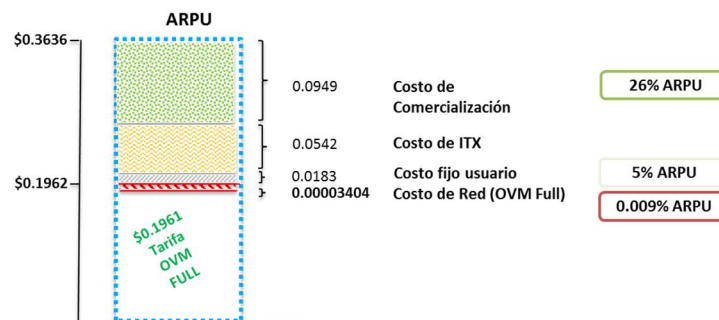 ARPU
$0.3636
0.0949
Costo de
Comercialización
26% ARPU
0.0542
Costo de ITX
0.0183
Costo fijo usuario
5% ARPU
$0.1962
0.00003404
Costo de Red (OVM Full)
0.009% ARPU
$0.1961
Tarifa
OVM
FULL